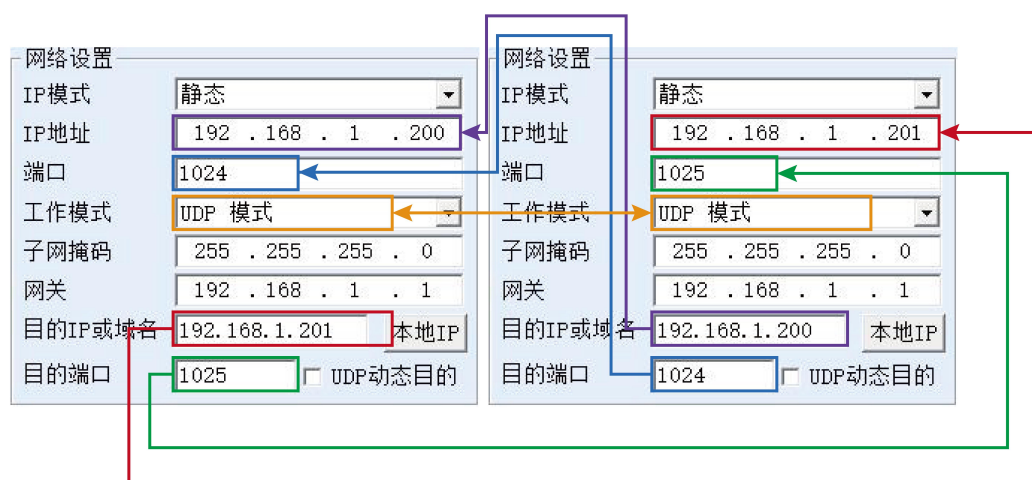 网络设置
IP模式 静态
IP地址 192 .168 . 1 .200
端口 1024
工作模式 UDP 模式
子网掩码 255 .255 .255 . 0
网关 192 .168 . 1 . 1
目的IP或域名 192.168.1.201 本地IP
目的端口 1025 UDP动态目的
网络设置
IP模式 静态
IP地址 192 .168 . 1 .201
端口 1025
工作模式 UDP 模式
子网掩码 255 .255 .255 . 0
网关 192 .168 . 1 . 1
目的IP或域名 192.168.1.200 本地IP
目的端口 1024 UDP动态目的